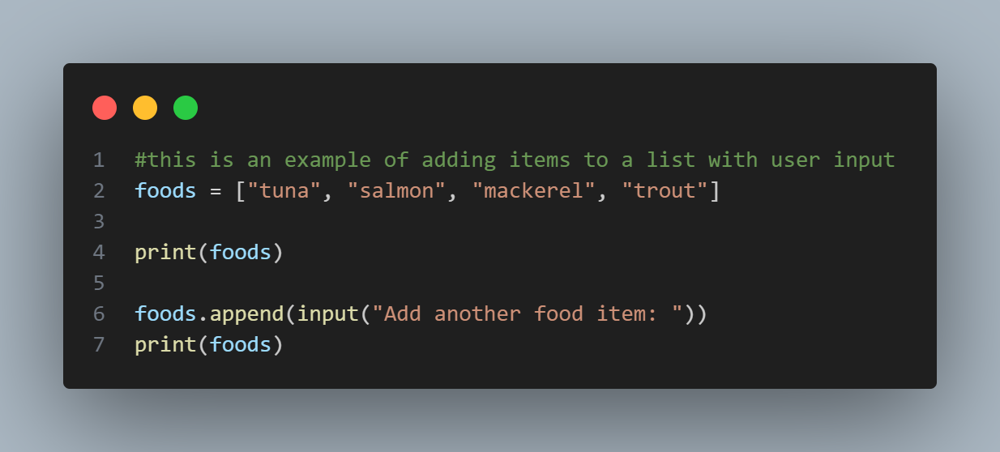 1 #this is an example of adding items to a list with user input
2 foods = ["tuna", "salmon", "mackerel", "trout"]
3
4 print(foods)
5
6 foods.append(input("Add another food item: "))
7 print(foods)